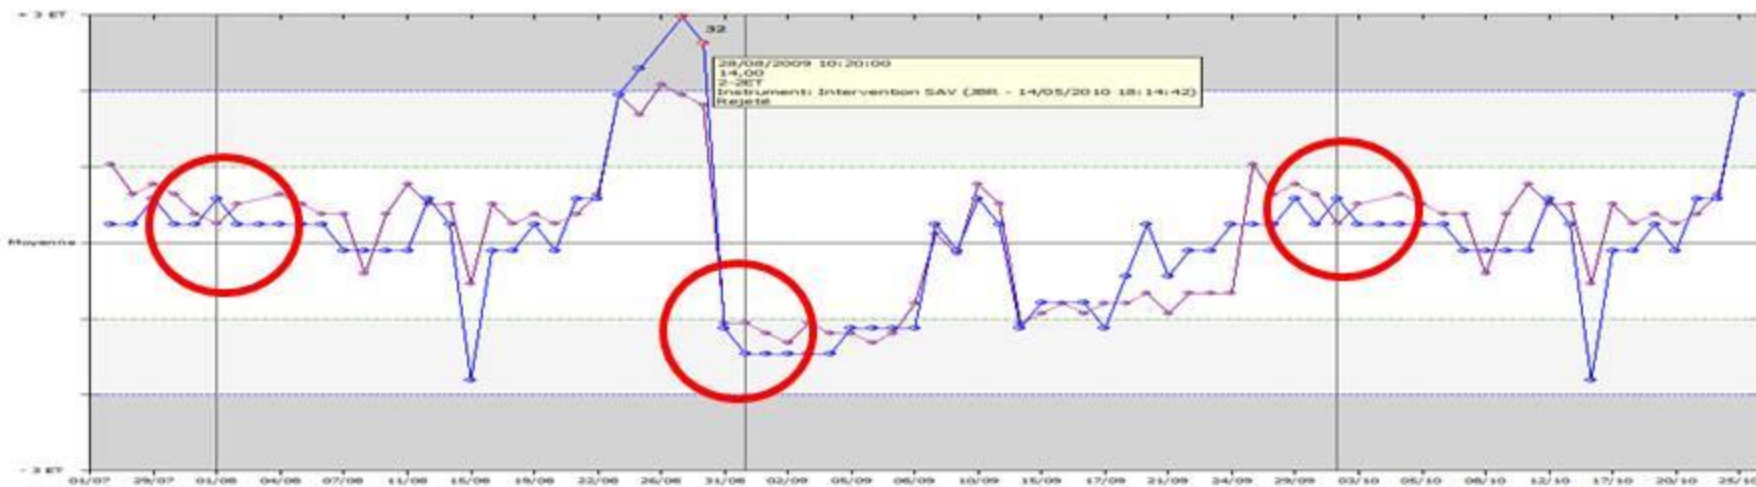 + 3 ET
32
28/08/2009 10:20:00
14,00
2-2ET
Instrument: Intervention SAV (JBR - 14/05/2010 18:14:42)
Rejeté
Moyenne
- 3 ET
01/07 29/07 01/08 04/08 07/08 11/08 15/08 19/08 22/08 26/08 31/08 02/09 05/09 08/09 10/09 15/09 17/09 21/09 24/09 29/09 03/10 05/10 08/10 12/10 17/10 20/10 25/10